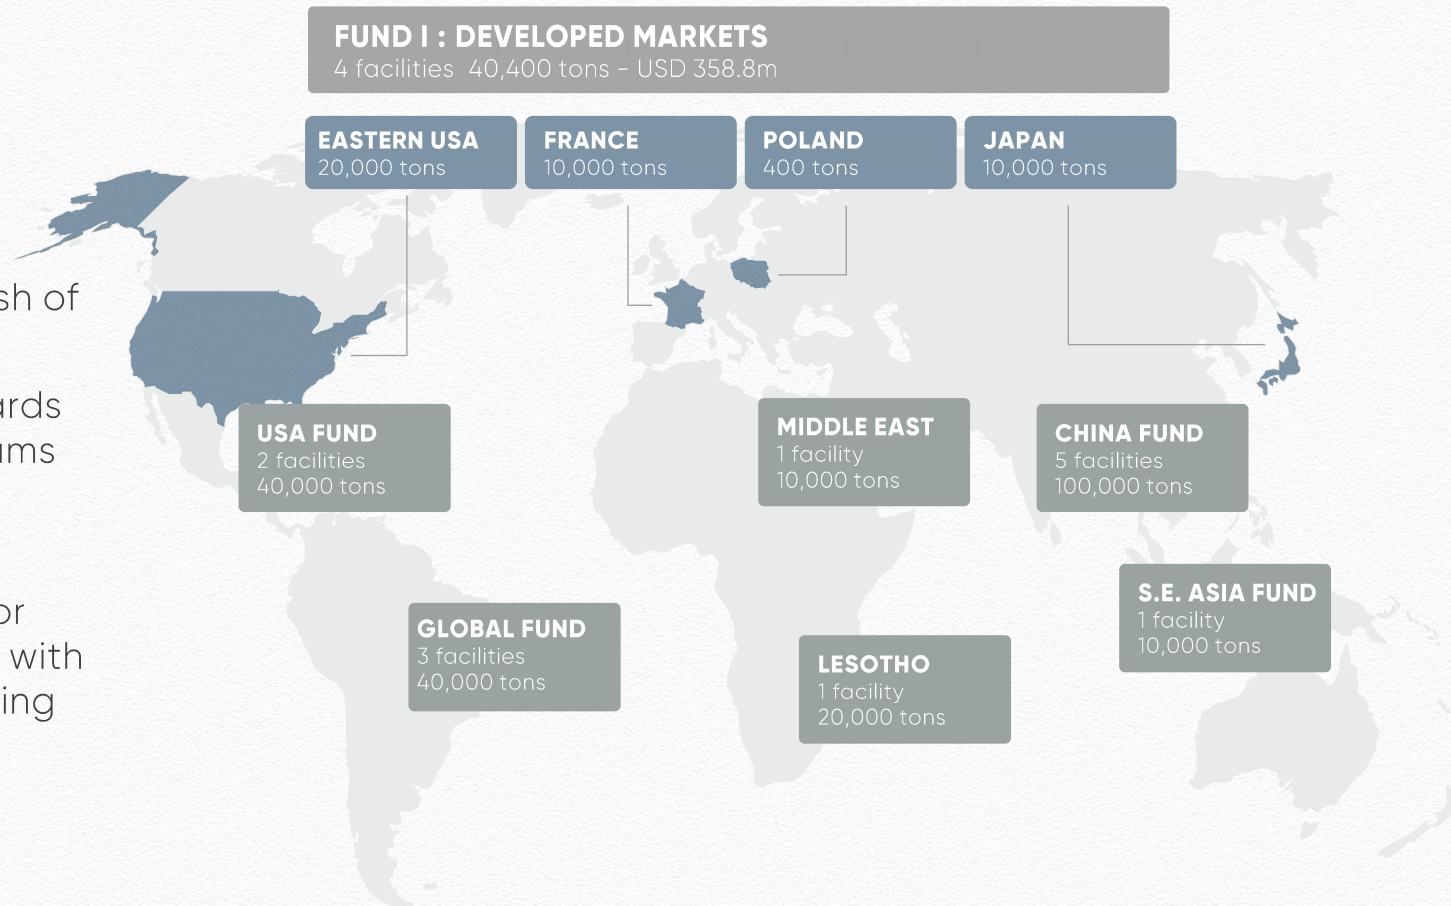 FUND I : DEVELOPED MARKETS
4 facilities 40,400 tons – USD 358.8m
EASTERN USA
20,000 tons
FRANCE
10,000 tons
POLAND
400 tons
JAPAN
10,000 tons
sh of
ards
ams
or
with
ing
USA FUND
2 facilities
40,000 tons
MIDDLE EAST
1 facility
10,000 tons
CHINA FUND
5 facilities
100,000 tons
S.E. ASIA FUND
1 facility
10,000 tons
GLOBAL FUND
3 facilities
40,000 tons
LESOTHO
1 facility
20,000 tons